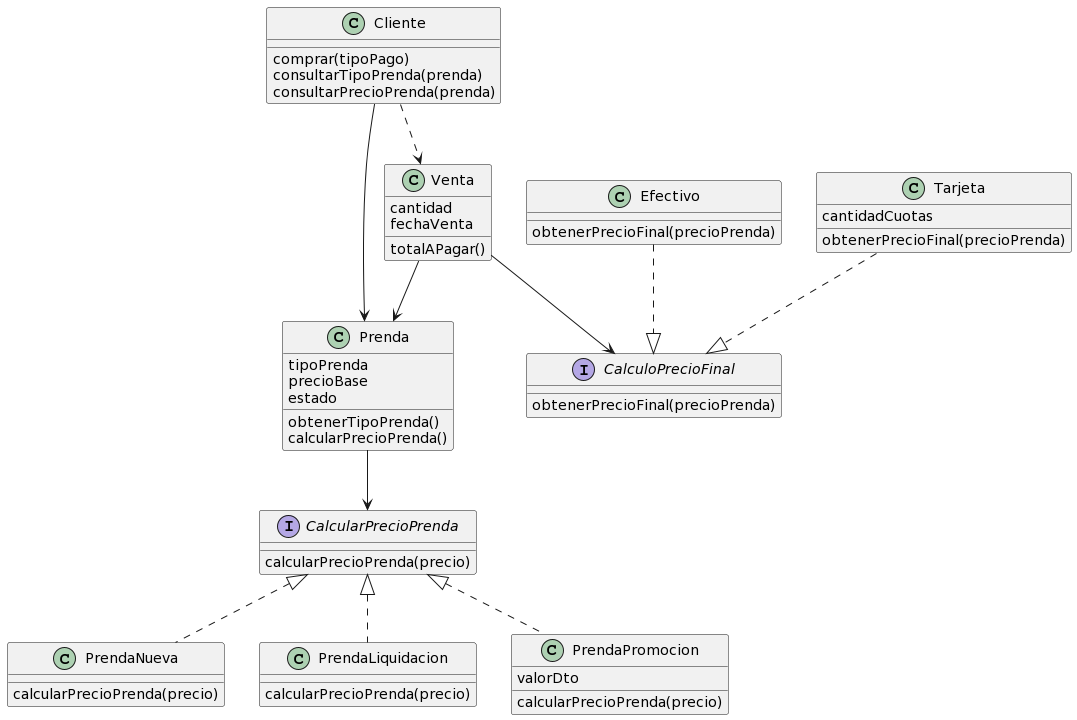 C Cliente
comprar(tipoPago)
consultarTipoPrenda(prenda)
consultarPrecioPrenda(prenda)
C Venta
cantidad
fechaVenta
totalAPagar()
C Efectivo
obtenerPrecioFinal(precioPrenda)
C Tarjeta
cantidadCuotas
obtenerPrecioFinal(precioPrenda)
C Prenda
tipoPrenda
precioBase
estado
obtenerTipoPrenda()
calcularPrecioPrenda()
I CalculoPrecioFinal
obtenerPrecioFinal(precioPrenda)
I CalcularPrecioPrenda
calcularPrecioPrenda(precio)
C PrendaNueva
calcularPrecioPrenda(precio)
C PrendaLiquidacion
calcularPrecioPrenda(precio)
C PrendaPromocion
valorDto
calcularPrecioPrenda(precio)